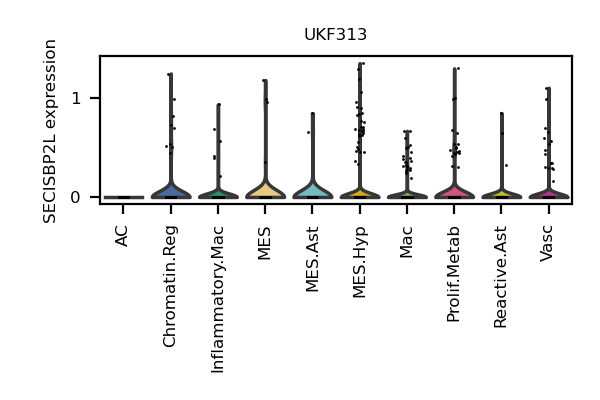 UKF313
SECISBP2L expression
1
0
AC
Chromatin.Reg
Inflammatory.Mac
MES
MES.Ast
MES.Hyp
Mac
Prolif.Metab
Reactive.Ast
Vasc